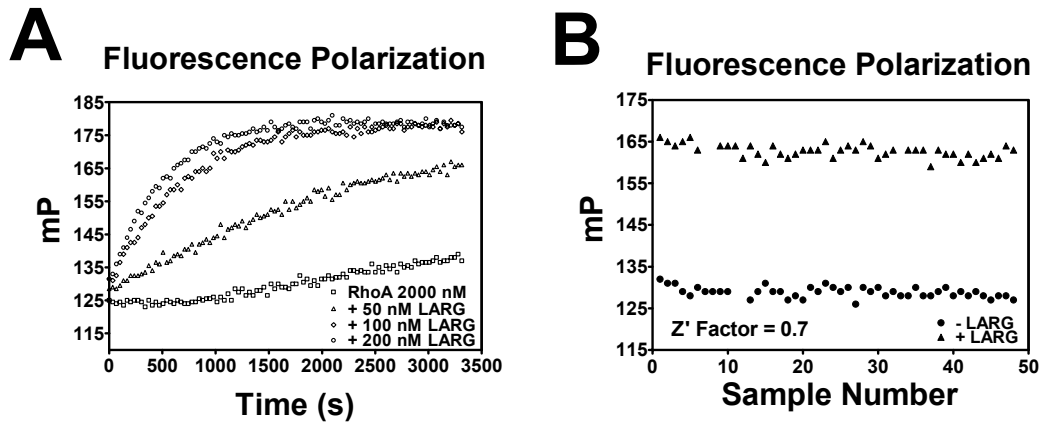 A
Fluorescence Polarization
185
175
165
155
145
135
125
115
mP
0 500 1000 1500 2000 2500 3000 3500
Time (s)
RhoA 2000 nM
+ 50 nM LARG
+ 100 nM LARG
+ 200 nM LARG
B
Fluorescence Polarization
175
165
155
145
135
125
115
mP
Z' Factor = 0.7
- LARG
+ LARG
0 10 20 30 40 50
Sample Number